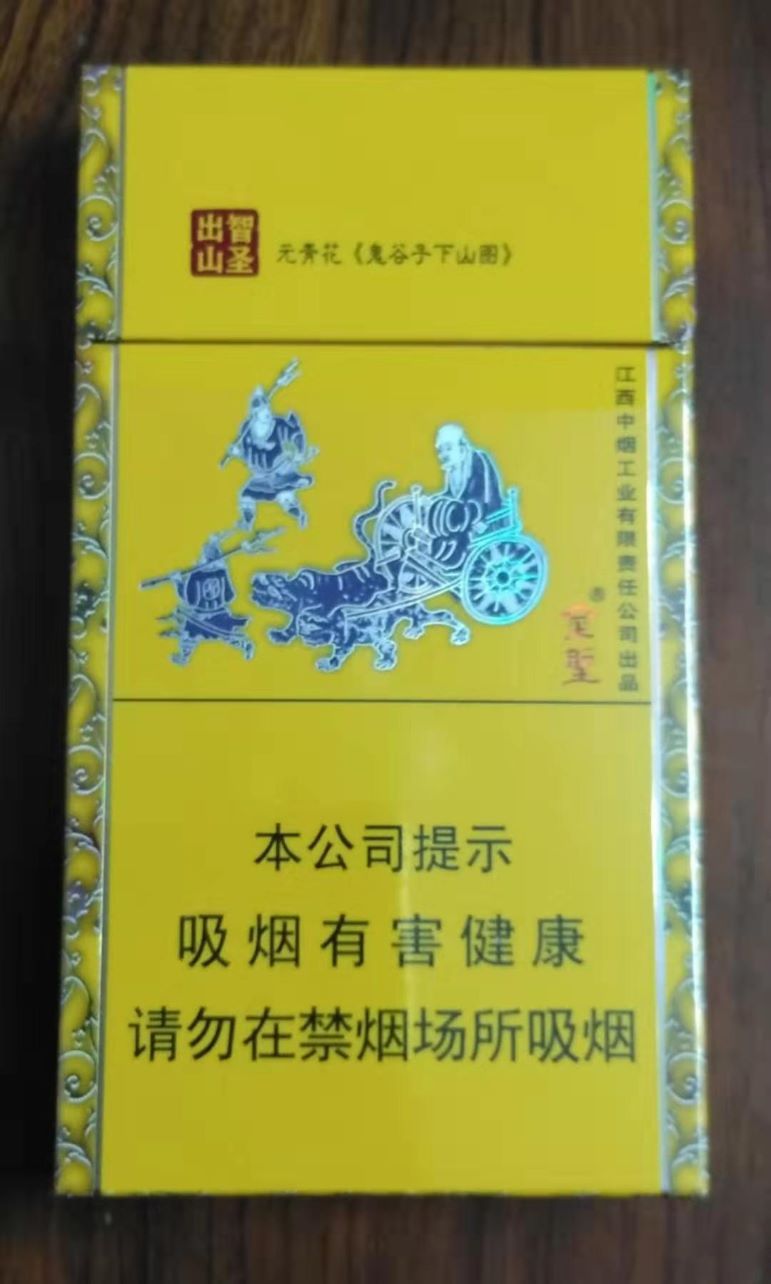 智圣
出山
元青花《鬼谷子下山图》
江西中烟工业有限责任公司出品
金聖®
本公司提示
吸烟有害健康
请勿在禁烟场所吸烟